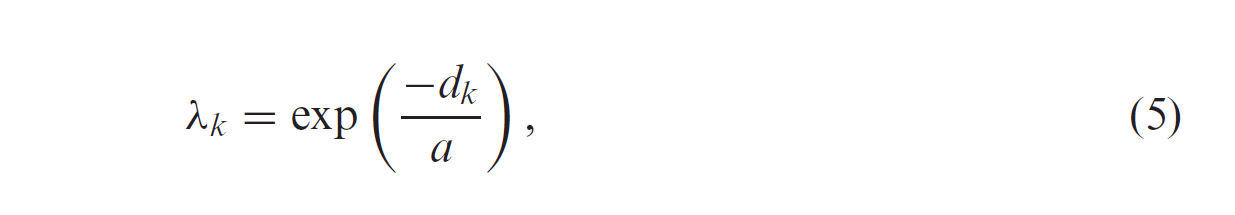 λₖ = exp(−dₖ/a), (5)